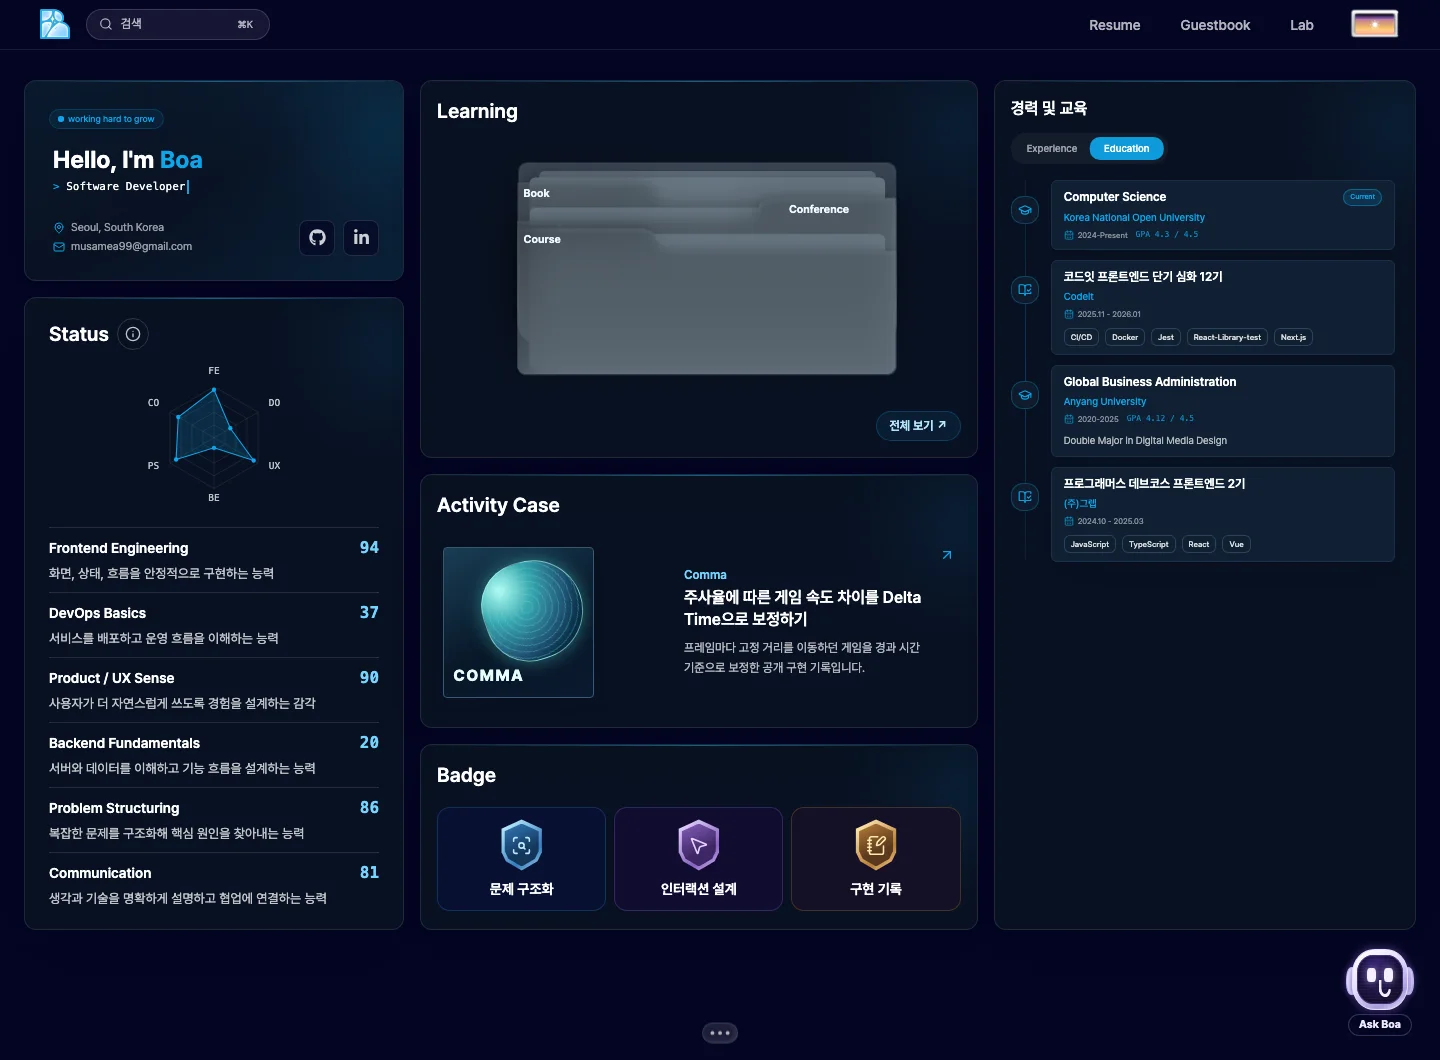 검색 ⌘K
Resume Guestbook Lab
working hard to grow
Hello, I'm Boa
> Software Developer
Seoul, South Korea
musamea99@gmail.com
in
Status
FE
CO
DO
PS
UX
BE
Frontend Engineering 94
화면, 상태, 흐름을 안정적으로 구현하는 능력
DevOps Basics 37
서비스를 배포하고 운영 흐름을 이해하는 능력
Product / UX Sense 90
사용자가 더 자연스럽게 쓰도록 경험을 설계하는 감각
Backend Fundamentals 20
서버와 데이터를 이해하고 기능 흐름을 설계하는 능력
Problem Structuring 86
복잡한 문제를 구조화해 핵심 원인을 찾아내는 능력
Communication 81
생각과 기술을 명확하게 설명하고 협업에 연결하는 능력
Learning
Book
Conference
Course
전체 보기
Activity Case
COMMA
Comma
주사율에 따른 게임 속도 차이를 Delta
Time으로 보정하기
프레임마다 고정 거리를 이동하던 게임을 경과 시간
기준으로 보정한 공개 구현 기록입니다.
Badge
문제 구조화
인터랙션 설계
구현 기록
경력 및 교육
Experience Education
Computer Science Current
Korea National Open University
2024-Present GPA 4.3 / 4.5
코드잇 프론트엔드 단기 심화 12기
Codeit
2025.11 - 2026.01
CI/CD Docker Jest React-Library-test Next.js
Global Business Administration
Anyang University
2020-2025 GPA 4.12 / 4.5
Double Major in Digital Media Design
프로그래머스 데브코스 프론트엔드 2기
(주)그렙
2024.10 - 2025.03
JavaScript TypeScript React Vue
Ask Boa